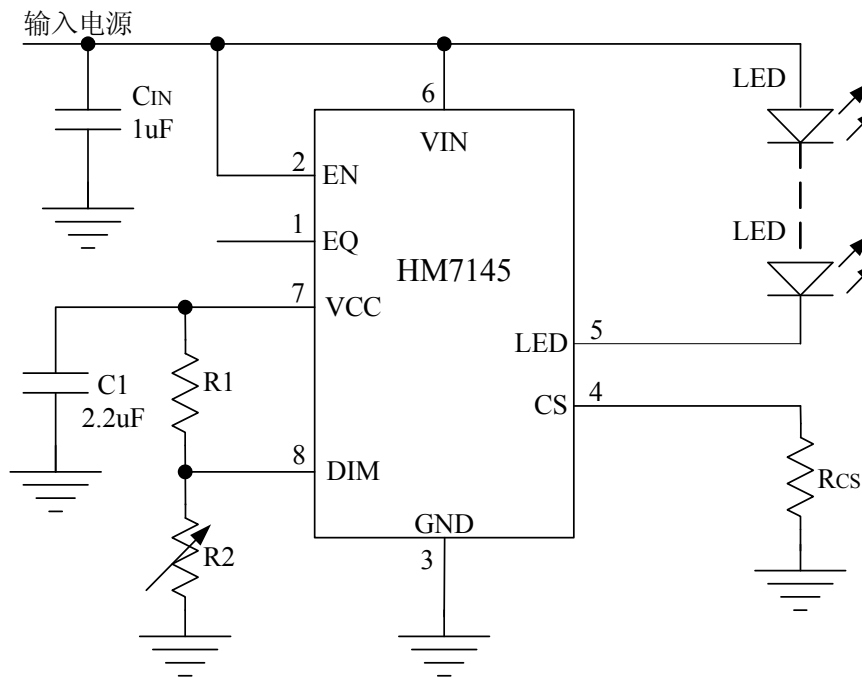 输入电源
CIN
1uF
LED
6
VIN
2
EN
1
EQ
HM7145
LED
7
VCC
5
LED
C1
2.2uF
R1
4
CS
8
DIM
RCS
GND
3
R2